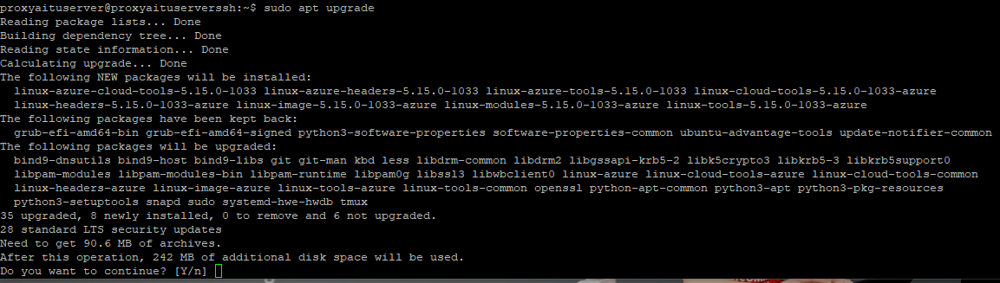 proxyaituserver@proxyaituserverssh:~$ sudo apt upgrade
Reading package lists... Done
Building dependency tree... Done
Reading state information... Done
Calculating upgrade... Done
The following NEW packages will be installed:
  linux-azure-cloud-tools-5.15.0-1033 linux-azure-headers-5.15.0-1033 linux-azure-tools-5.15.0-1033 linux-cloud-tools-5.15.0-1033-azure
  linux-headers-5.15.0-1033-azure linux-image-5.15.0-1033-azure linux-modules-5.15.0-1033-azure linux-tools-5.15.0-1033-azure
The following packages have been kept back:
  grub-efi-amd64-bin grub-efi-amd64-signed python3-software-properties software-properties-common ubuntu-advantage-tools update-notifier-common
The following packages will be upgraded:
  bind9-dnsutils bind9-host bind9-libs git git-man kbd less libdrm-common libdrm2 libgssapi-krb5-2 libk5crypto3 libkrb5-3 libkrb5support0
  libpam-modules libpam-modules-bin libpam-runtime libpam0g libssl3 libwbclient0 linux-azure linux-cloud-tools-azure linux-cloud-tools-common
  linux-headers-azure linux-image-azure linux-tools-azure linux-tools-common openssl python-apt-common python3-apt python3-pkg-resources
  python3-setuptools snapd sudo systemd-hwe-hwdb tmux
35 upgraded, 8 newly installed, 0 to remove and 6 not upgraded.
28 standard LTS security updates
Need to get 90.6 MB of archives.
After this operation, 242 MB of additional disk space will be used.
Do you want to continue? [Y/n]